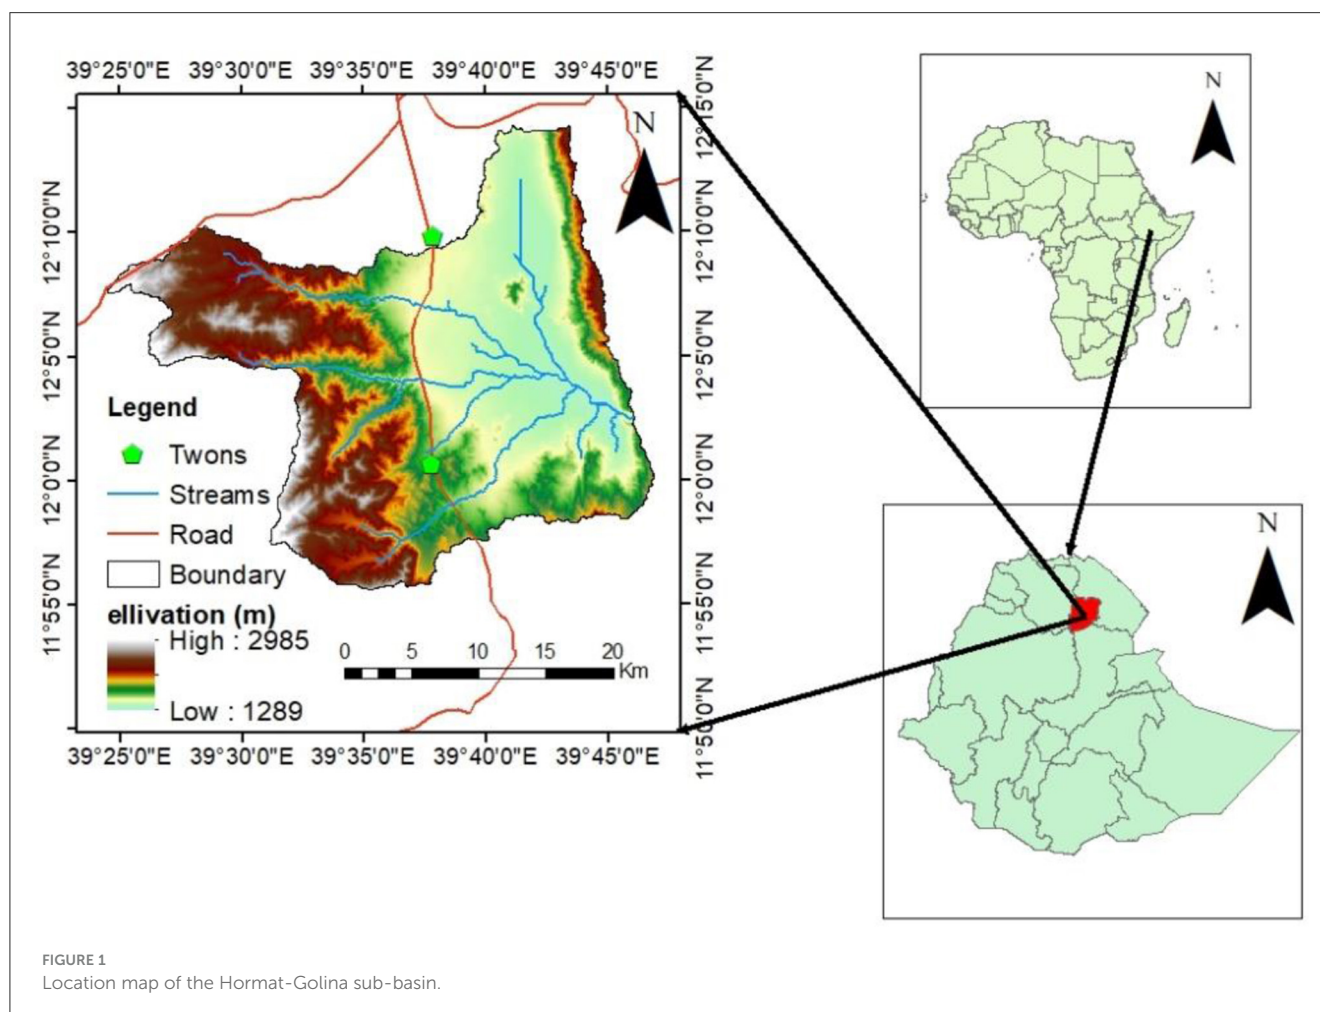 39°25'0"E 39°30'0"E 39°35'0"E 39°40'0"E 39°45'0"E
12°15'0"N
12°10'0"N
12°5'0"N
12°0'0"N
11°55'0"N
11°50'0"N
12°10'0"N
12°5'0"N
12°0'0"N
11°55'0"N
N
Legend
Twons
Streams
Road
Boundary
ellivation (m)
High : 2985
Low : 1289
0 5 10 15 20
Km
39°25'0"E 39°30'0"E 39°35'0"E 39°40'0"E 39°45'0"E
N
N
FIGURE 1
Location map of the Hormat-Golina sub-basin.